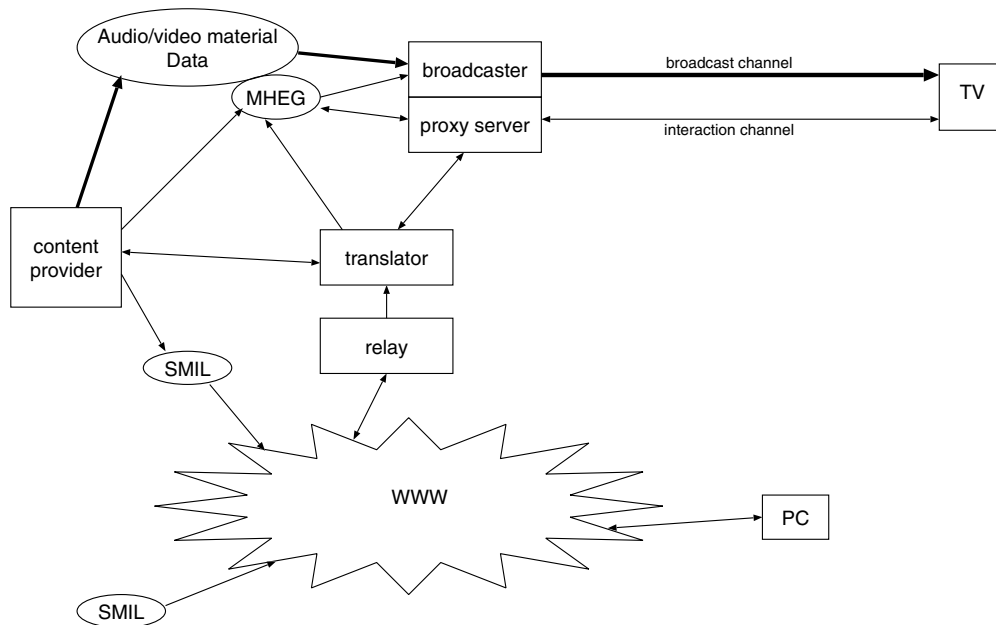 Audio/video material
Data
MHEG
broadcaster
broadcast channel
TV
proxy server
interaction channel
content
provider
translator
relay
SMIL
WWW
PC
SMIL